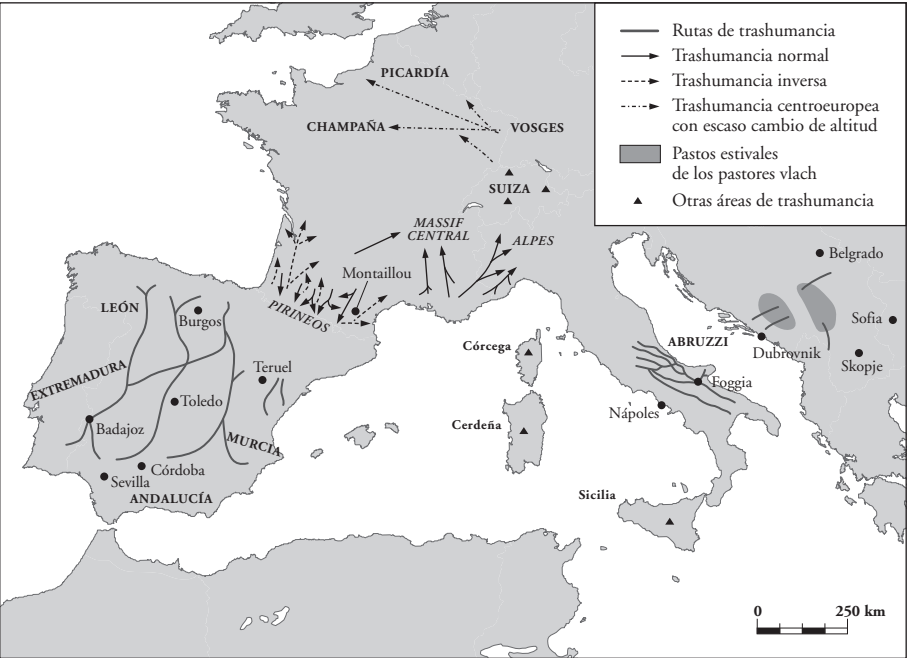 Rutas de trashumancia
Trashumancia normal
Trashumancia inversa
Trashumancia centroeuropea
con escaso cambio de altitud
Pastos estivales
de los pastores vlach
Otras áreas de trashumancia
PICARDÍA
CHAMPAÑA
VOSGES
SUIZA
MASSIF
CENTRAL
ALPES
Montaillou
PIRINEOS
LEÓN
Burgos
EXTREMADURA
Teruel
Toledo
Badajoz
MURCIA
Córdoba
Sevilla
ANDALUCÍA
Córcega
Cerdeña
Sicilia
ABRUZZI
Foggia
Nápoles
Belgrado
Sofia
Dubrovnik
Skopje
0 250 km